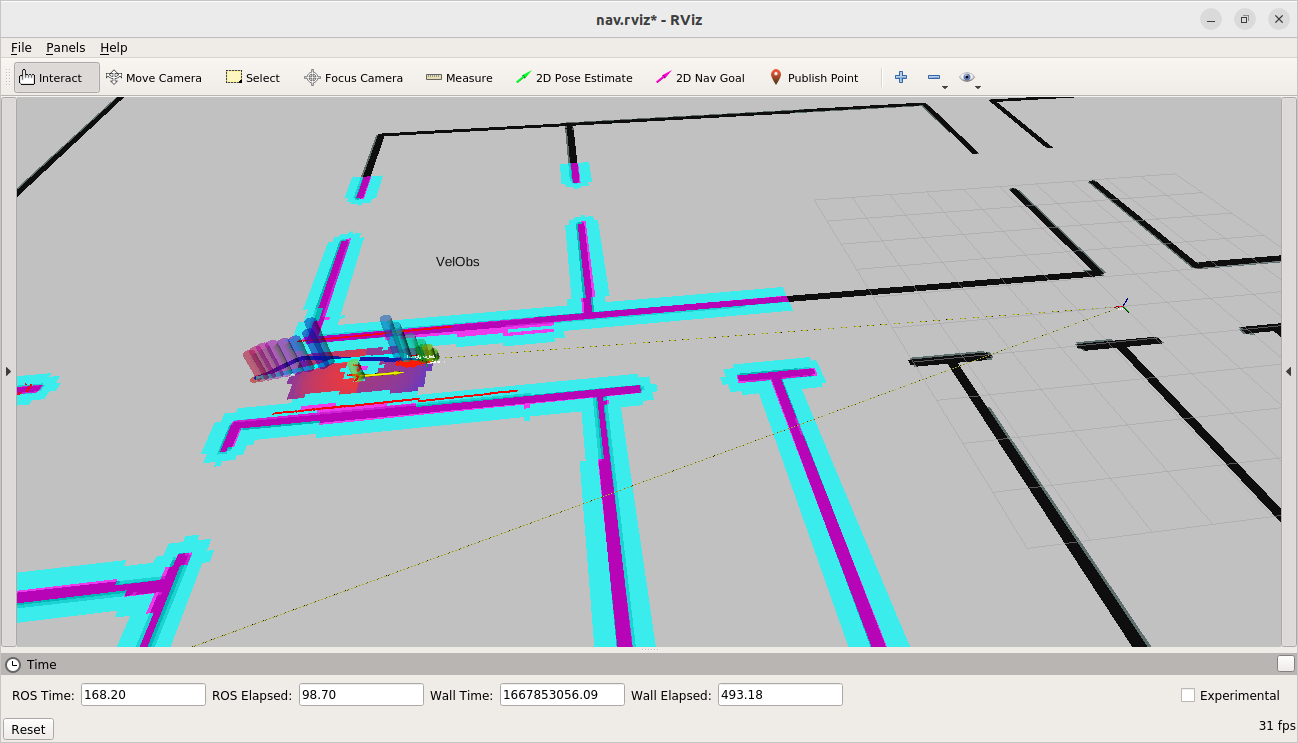 nav.rviz* - RViz
File Panels Help
Interact Move Camera Select Focus Camera Measure 2D Pose Estimate 2D Nav Goal Publish Point
VelObs
Time
ROS Time: 168.20 ROS Elapsed: 98.70 Wall Time: 1667853056.09 Wall Elapsed: 493.18 Experimental
Reset 31 fps